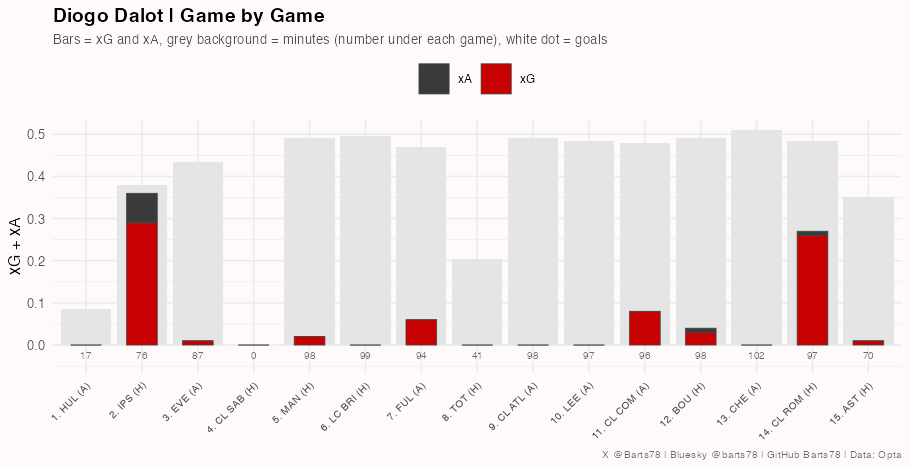 Diogo Dalot | Game by Game
Bars = xG and xA, grey background = minutes (number under each game), white dot = goals
xA xG
xG + xA
0.5
0.4
0.3
0.2
0.1
0.0
17 76 87 0 98 99 94 41 98 97 96 98 102 97 70
1. HUL (A)
2. IPS (H)
3. EVE (A)
4. CL SAB (H)
5. MAN (H)
6. LC BRI (H)
7. FUL (A)
8. TOT (H)
9. CL ATL (A)
10. LEE (A)
11. CL COM (A)
12. BOU (H)
13. CHE (A)
14. CL ROM (H)
15. AST (H)
X @Barts78 | Bluesky @barts78 | GitHub Barts78 | Data: Opta